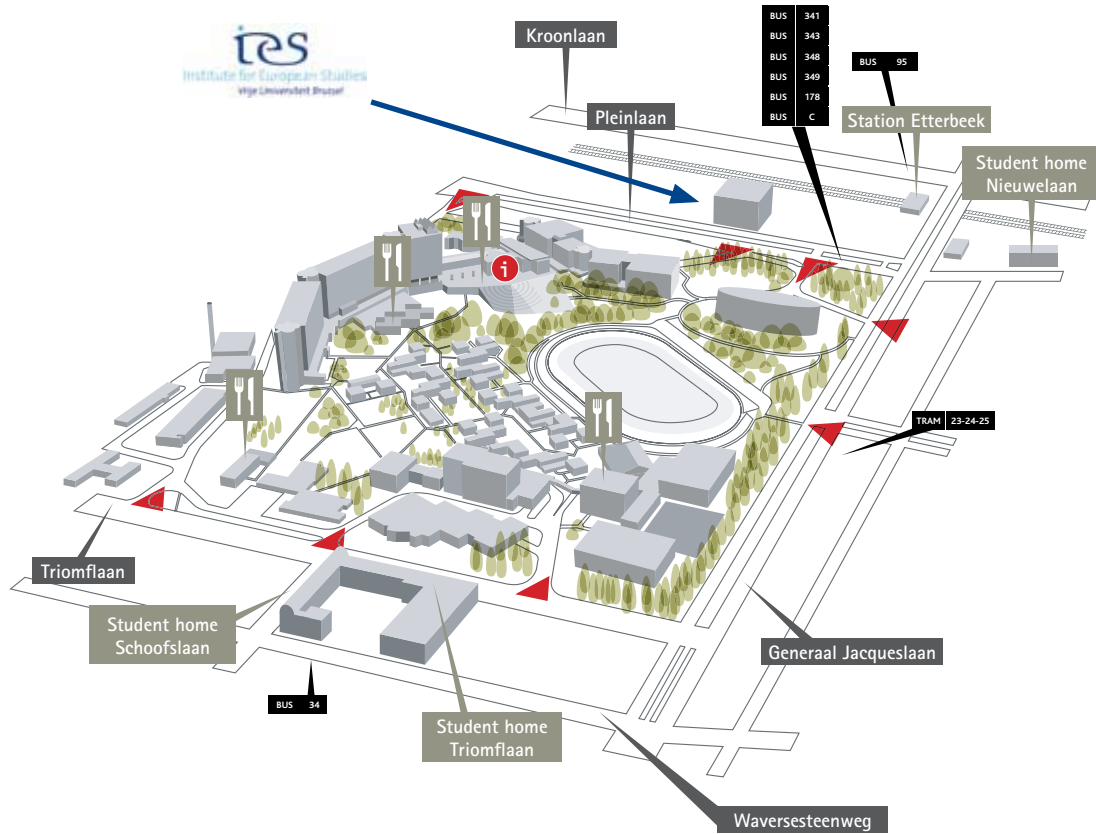 ies
Institute for European Studies
Vrije Universiteit Brussel
Kroonlaan
BUS 341
BUS 343
BUS 348
BUS 349
BUS 178
BUS C
BUS 95
Pleinlaan
Station Etterbeek
Student home
Nieuwelaan
i
TRAM 23-24-25
Triomflaan
Student home
Schoofslaan
Generaal Jacqueslaan
BUS 34
Student home
Triomflaan
Waversesteenweg